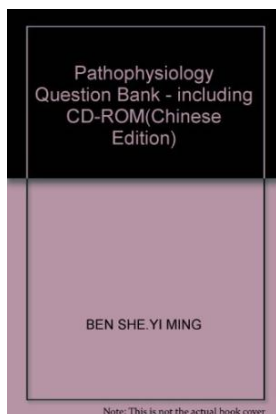 Pathophysiology
Question Bank - including
CD-ROM(Chinese
Edition)
BEN SHE.YI MING
Note: This is not the actual book cover